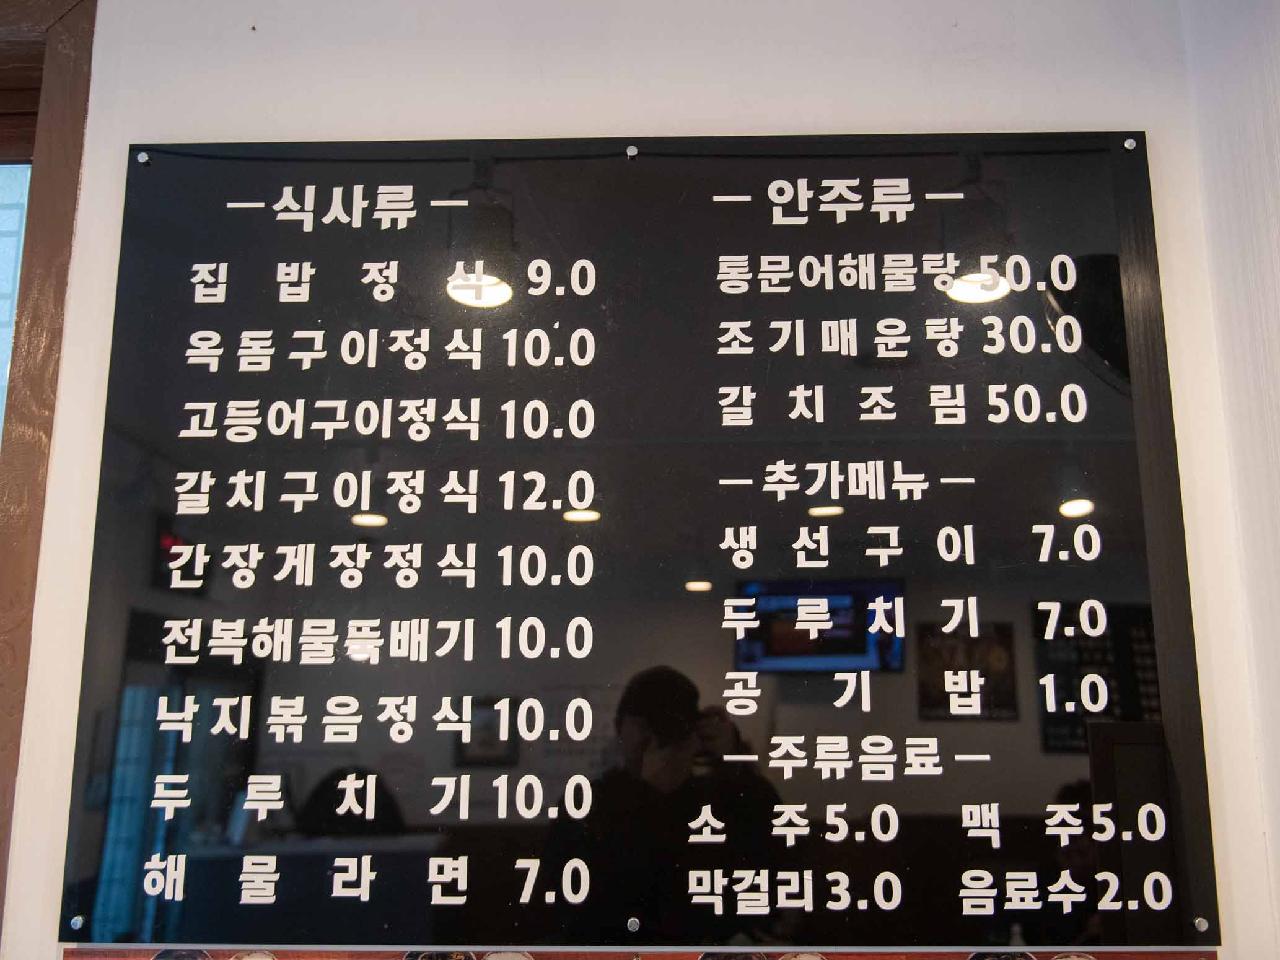 －식사류－
집밥정식 9.0
옥돔구이정식 10.0
고등어구이정식 10.0
갈치구이정식 12.0
간장게장정식 10.0
전복해물뚝배기 10.0
낙지볶음정식 10.0
두루치기 10.0
해물라면 7.0
－안주류－
통문어해물탕 50.0
조기매운탕 30.0
갈치조림 50.0
－추가메뉴－
생선구이 7.0
두루치기 7.0
공기밥 1.0
－주류음료－
소주 5.0 맥주 5.0
막걸리 3.0 음료수 2.0